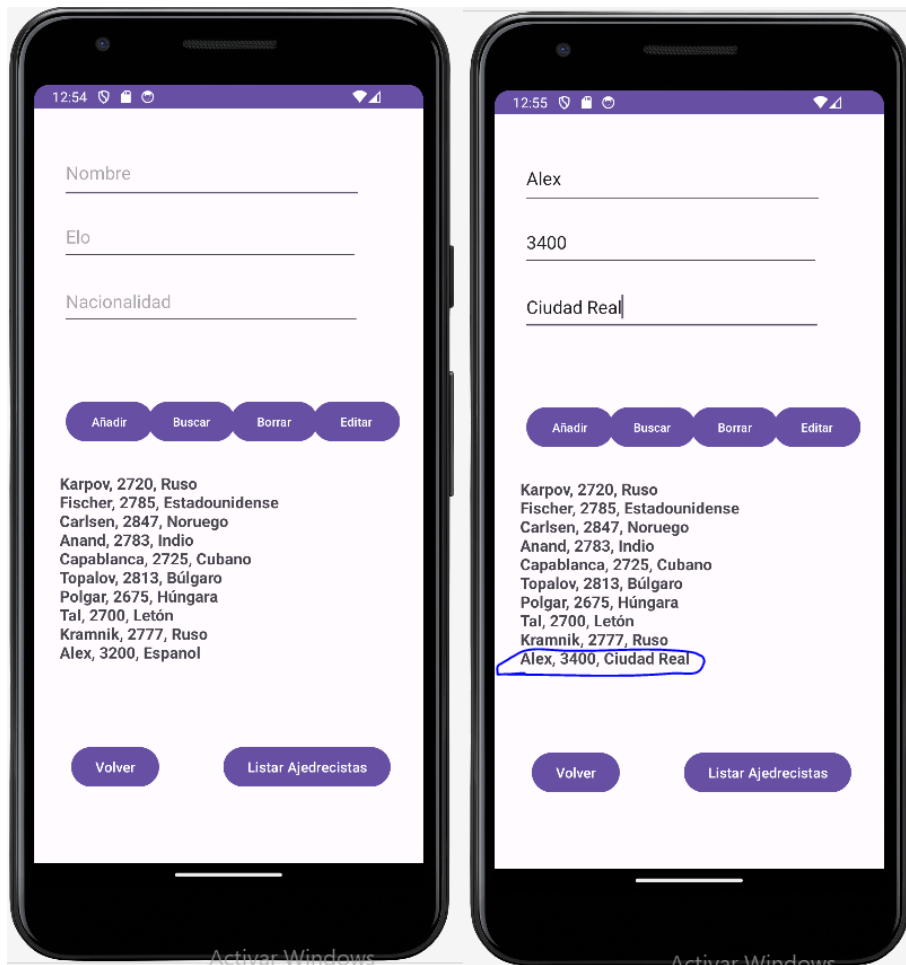 12:54
Nombre
Elo
Nacionalidad
Añadir Buscar Borrar Editar
Karpov, 2720, Ruso
Fischer, 2785, Estadounidense
Carlsen, 2847, Noruego
Anand, 2783, Indio
Capablanca, 2725, Cubano
Topalov, 2813, Búlgaro
Polgar, 2675, Húngara
Tal, 2700, Letón
Kramnik, 2777, Ruso
Alex, 3200, Espanol
Volver Listar Ajedrecistas
Activar Windows
12:55
Alex
3400
Ciudad Real
Añadir Buscar Borrar Editar
Karpov, 2720, Ruso
Fischer, 2785, Estadounidense
Carlsen, 2847, Noruego
Anand, 2783, Indio
Capablanca, 2725, Cubano
Topalov, 2813, Búlgaro
Polgar, 2675, Húngara
Tal, 2700, Letón
Kramnik, 2777, Ruso
Alex, 3400, Ciudad Real
Volver Listar Ajedrecistas
Activar Windows